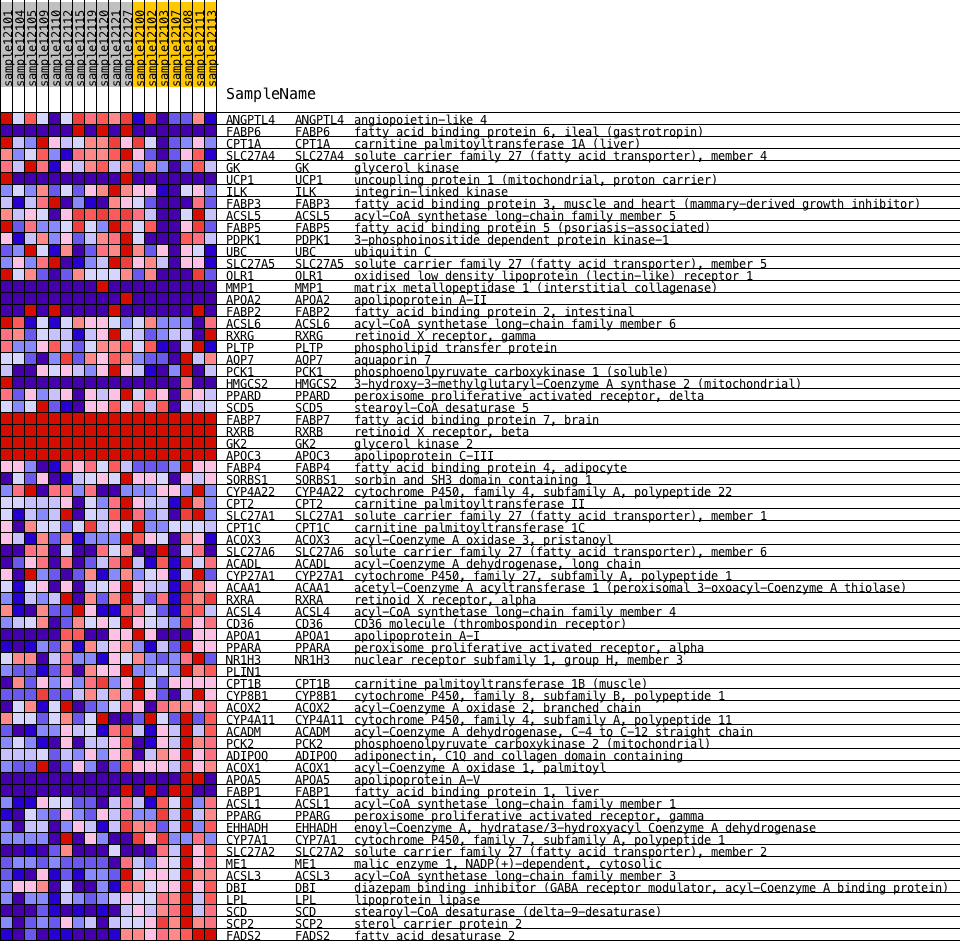 sample12101
sample12104
sample12105
sample12109
sample12110
sample12112
sample12115
sample12119
sample12120
sample12121
sample12127
sample12100
sample12102
sample12103
sample12107
sample12108
sample12111
sample12113
SampleName
ANGPTL4 ANGPTL4 angiopoietin-like 4
FABP6 FABP6 fatty acid binding protein 6, ileal (gastrotropin)
CPT1A CPT1A carnitine palmitoyltransferase 1A (liver)
SLC27A4 SLC27A4 solute carrier family 27 (fatty acid transporter), member 4
GK GK glycerol kinase
UCP1 UCP1 uncoupling protein 1 (mitochondrial, proton carrier)
ILK ILK integrin-linked kinase
FABP3 FABP3 fatty acid binding protein 3, muscle and heart (mammary-derived growth inhibitor)
ACSL5 ACSL5 acyl-CoA synthetase long-chain family member 5
FABP5 FABP5 fatty acid binding protein 5 (psoriasis-associated)
PDPK1 PDPK1 3-phosphoinositide dependent protein kinase-1
UBC UBC ubiquitin C
SLC27A5 SLC27A5 solute carrier family 27 (fatty acid transporter), member 5
OLR1 OLR1 oxidised low density lipoprotein (lectin-like) receptor 1
MMP1 MMP1 matrix metallopeptidase 1 (interstitial collagenase)
APOA2 APOA2 apolipoprotein A-II
FABP2 FABP2 fatty acid binding protein 2, intestinal
ACSL6 ACSL6 acyl-CoA synthetase long-chain family member 6
RXRG RXRG retinoid X receptor, gamma
PLTP PLTP phospholipid transfer protein
AQP7 AQP7 aquaporin 7
PCK1 PCK1 phosphoenolpyruvate carboxykinase 1 (soluble)
HMGCS2 HMGCS2 3-hydroxy-3-methylglutaryl-Coenzyme A synthase 2 (mitochondrial)
PPARD PPARD peroxisome proliferative activated receptor, delta
SCD5 SCD5 stearoyl-CoA desaturase 5
FABP7 FABP7 fatty acid binding protein 7, brain
RXRB RXRB retinoid X receptor, beta
GK2 GK2 glycerol kinase 2
APOC3 APOC3 apolipoprotein C-III
FABP4 FABP4 fatty acid binding protein 4, adipocyte
SORBS1 SORBS1 sorbin and SH3 domain containing 1
CYP4A22 CYP4A22 cytochrome P450, family 4, subfamily A, polypeptide 22
CPT2 CPT2 carnitine palmitoyltransferase II
SLC27A1 SLC27A1 solute carrier family 27 (fatty acid transporter), member 1
CPT1C CPT1C carnitine palmitoyltransferase 1C
ACOX3 ACOX3 acyl-Coenzyme A oxidase 3, pristanoyl
SLC27A6 SLC27A6 solute carrier family 27 (fatty acid transporter), member 6
ACADL ACADL acyl-Coenzyme A dehydrogenase, long chain
CYP27A1 CYP27A1 cytochrome P450, family 27, subfamily A, polypeptide 1
ACAA1 ACAA1 acetyl-Coenzyme A acyltransferase 1 (peroxisomal 3-oxoacyl-Coenzyme A thiolase)
RXRA RXRA retinoid X receptor, alpha
ACSL4 ACSL4 acyl-CoA synthetase long-chain family member 4
CD36 CD36 CD36 molecule (thrombospondin receptor)
APOA1 APOA1 apolipoprotein A-I
PPARA PPARA peroxisome proliferative activated receptor, alpha
NR1H3 NR1H3 nuclear receptor subfamily 1, group H, member 3
PLIN1
CPT1B CPT1B carnitine palmitoyltransferase 1B (muscle)
CYP8B1 CYP8B1 cytochrome P450, family 8, subfamily B, polypeptide 1
ACOX2 ACOX2 acyl-Coenzyme A oxidase 2, branched chain
CYP4A11 CYP4A11 cytochrome P450, family 4, subfamily A, polypeptide 11
ACADM ACADM acyl-Coenzyme A dehydrogenase, C-4 to C-12 straight chain
PCK2 PCK2 phosphoenolpyruvate carboxykinase 2 (mitochondrial)
ADIPOQ ADIPOQ adiponectin, C1Q and collagen domain containing
ACOX1 ACOX1 acyl-Coenzyme A oxidase 1, palmitoyl
APOA5 APOA5 apolipoprotein A-V
FABP1 FABP1 fatty acid binding protein 1, liver
ACSL1 ACSL1 acyl-CoA synthetase long-chain family member 1
PPARG PPARG peroxisome proliferative activated receptor, gamma
EHHADH EHHADH enoyl-Coenzyme A, hydratase/3-hydroxyacyl Coenzyme A dehydrogenase
CYP7A1 CYP7A1 cytochrome P450, family 7, subfamily A, polypeptide 1
SLC27A2 SLC27A2 solute carrier family 27 (fatty acid transporter), member 2
ME1 ME1 malic enzyme 1, NADP(+)-dependent, cytosolic
ACSL3 ACSL3 acyl-CoA synthetase long-chain family member 3
DBI DBI diazepam binding inhibitor (GABA receptor modulator, acyl-Coenzyme A binding protein)
LPL LPL lipoprotein lipase
SCD SCD stearoyl-CoA desaturase (delta-9-desaturase)
SCP2 SCP2 sterol carrier protein 2
FADS2 FADS2 fatty acid desaturase 2